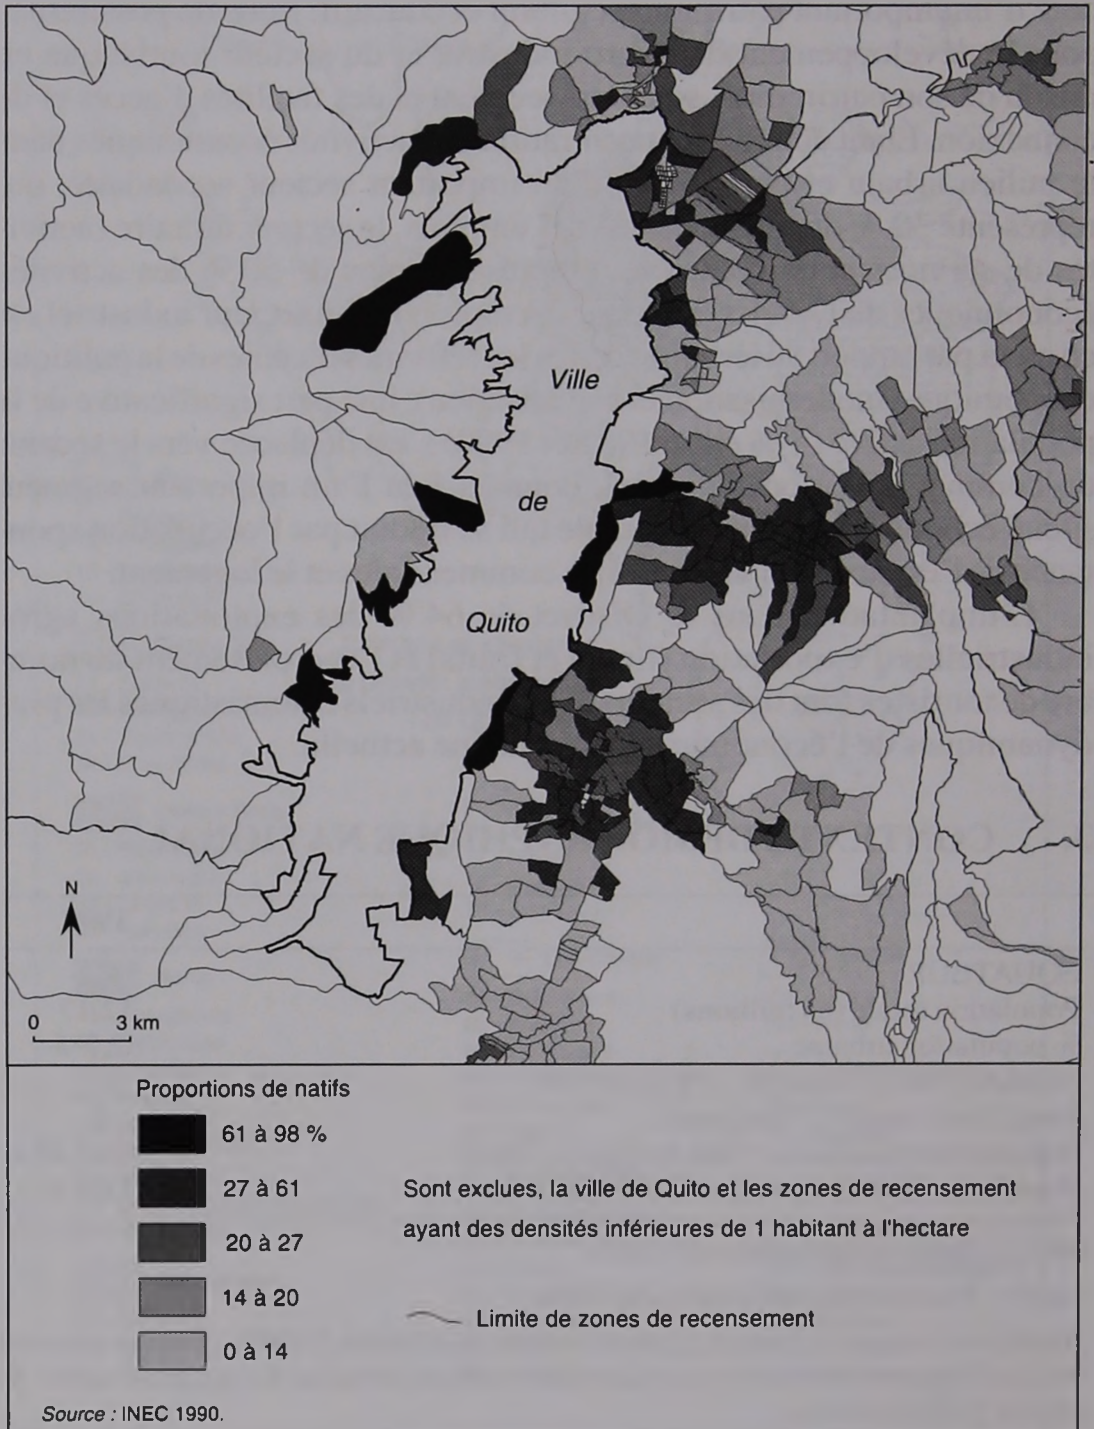 Ville
de
Quito
N
0 3 km
Proportions de natifs
61 à 98 %
27 à 61
20 à 27
14 à 20
0 à 14
Sont exclues, la ville de Quito et les zones de recensement
ayant des densités inférieures de 1 habitant à l'hectare
Limite de zones de recensement
Source : INEC 1990.